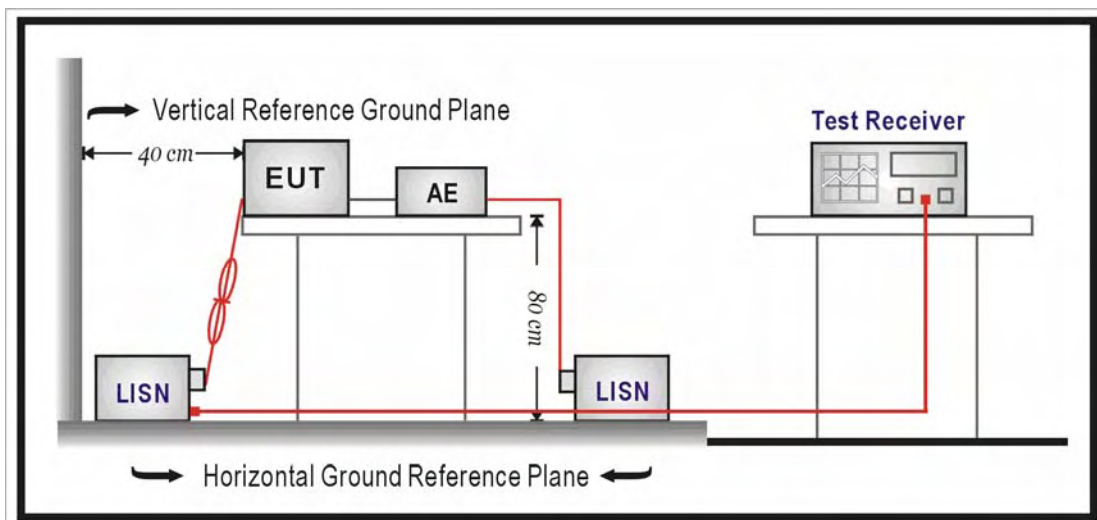 Vertical Reference Ground Plane
40 cm
EUT
AE
Test Receiver
80 cm
LISN
LISN
Horizontal Ground Reference Plane